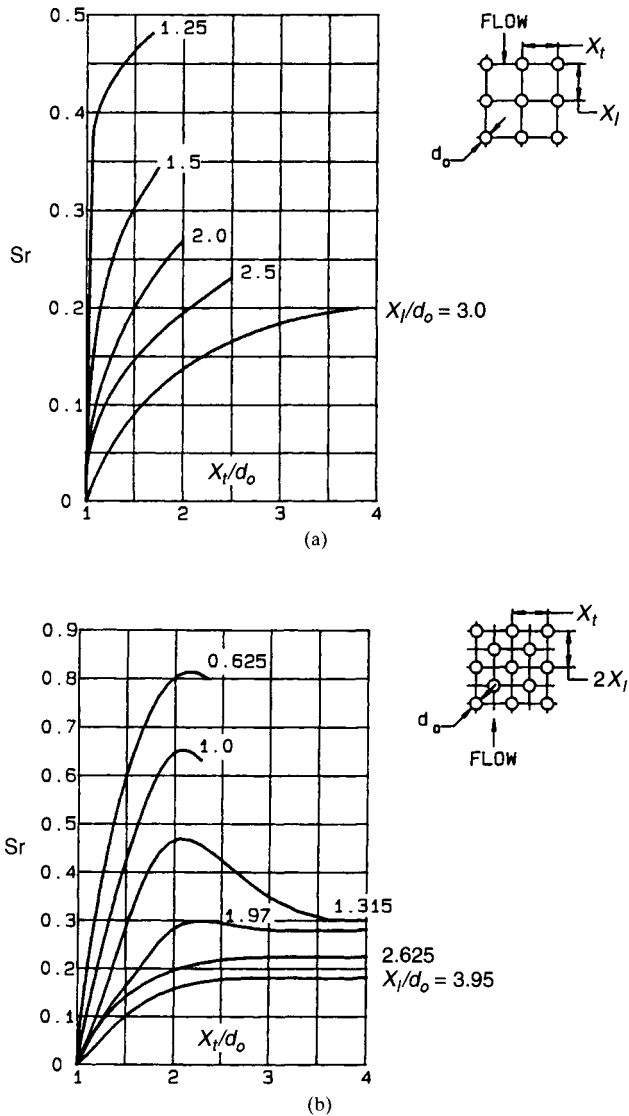 1.25
0.5
0.4
0.3
Sr
0.2
0.1
0
1.5
2.0
2.5
X_l/d_o = 3.0
X_t/d_o
1 2 3 4
(a)
FLOW
X_t
X_l
d_o
0.9
0.8
0.7
0.6
0.5
Sr
0.4
0.3
0.2
0.1
0
0.625
1.0
1.315
1.97
2.625
X_l/d_o = 3.95
X_t/d_o
1 2 3 4
(b)
X_t
2X_l
d_o
FLOW